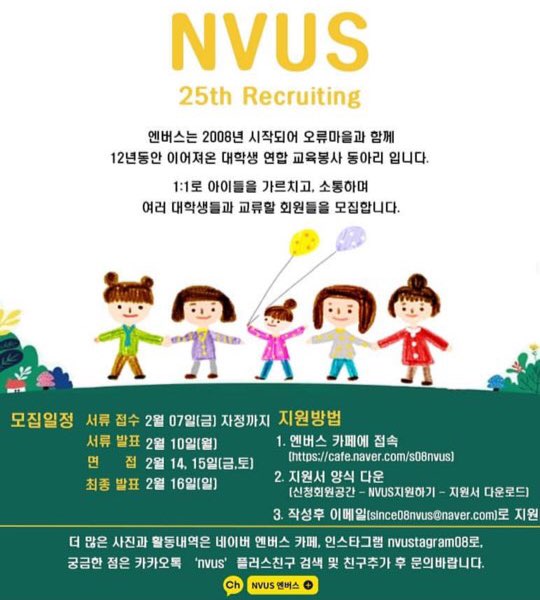 NVUS
25th Recruiting
엔버스는 2008년 시작되어 오류마을과 함께
12년동안 이어져온 대학생 연합 교육봉사 동아리 입니다.
1:1로 아이들을 가르치고, 소통하며
여러 대학생들과 교류할 회원들을 모집합니다.
모집일정
서류 접수 2월 07일(금) 자정까지
서류 발표 2월 10일(월)
면 접 2월 14, 15일(금,토)
최종 발표 2월 16일(일)
지원방법
1. 엔버스 카페에 접속
(https://cafe.naver.com/s08nvus)
2. 지원서 양식 다운
(신청회원공간 - NVUS지원하기 - 지원서 다운로드)
3. 작성후 이메일(since08nvus@naver.com)로 지원
더 많은 사진과 활동내역은 네이버 엔버스 카페, 인스타그램 nvustagram08로,
궁금한 점은 카카오톡 ‘nvus’ 플러스친구 검색 및 친구추가 후 문의바랍니다.
Ch NVUS 엔버스 +